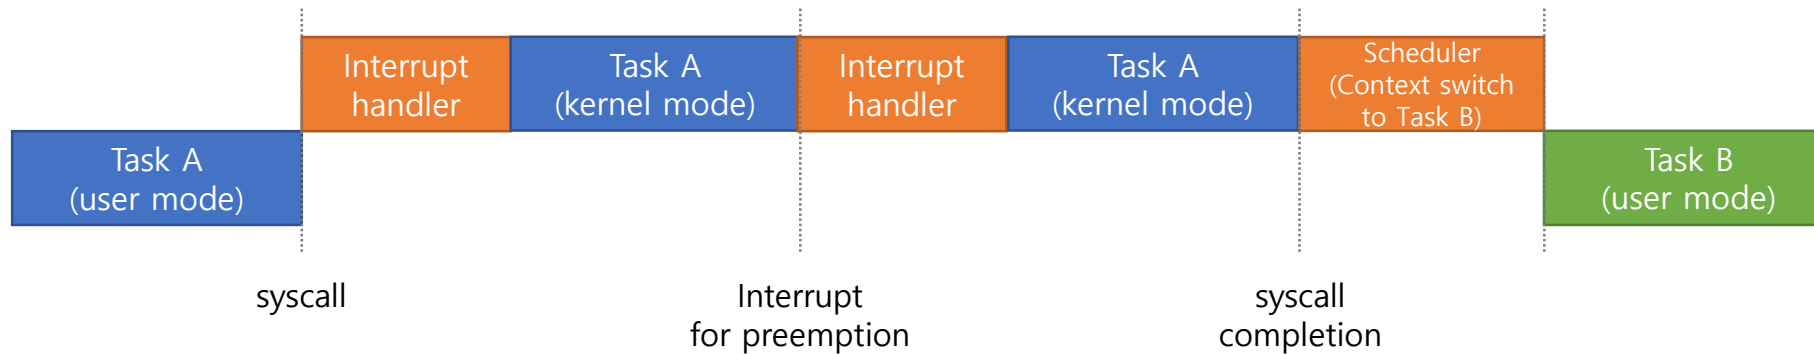 Interrupt
handler
Task A
(kernel mode)
Interrupt
handler
Task A
(kernel mode)
Scheduler
(Context switch
to Task B)
Task A
(user mode)
Task B
(user mode)
syscall
Interrupt
for preemption
syscall
completion